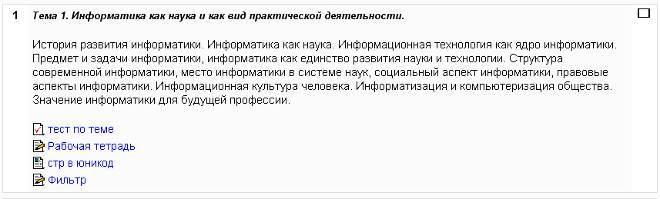 1 Тема 1. Информатика как наука и как вид практической деятельности.
История развития информатики. Информатика как наука. Информационная технология как ядро информатики.
Предмет и задачи информатики, информатика как единство развития науки и технологии. Структура
современной информатики, место информатики в системе наук, социальный аспект информатики, правовые
аспекты информатики. Информационная культура человека. Информатизация и компьютеризация общества.
Значение информатики для будущей профессии.
тест по теме
Рабочая тетрадь
стр в юникод
Фильтр